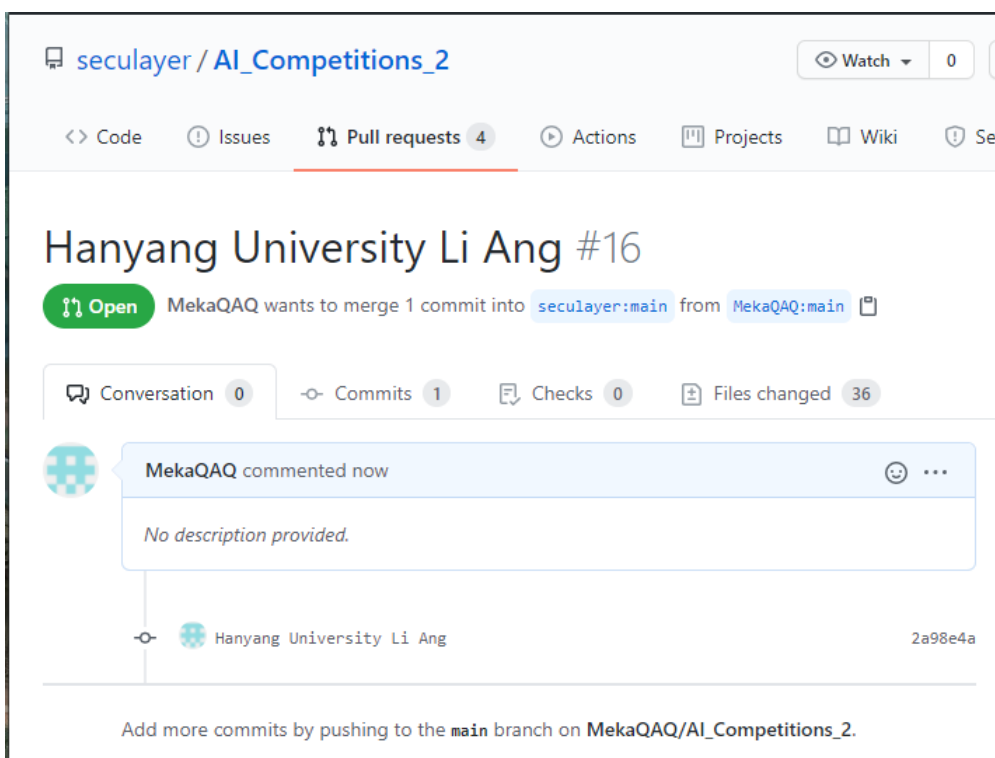 seculayer / AI_Competitions_2
Watch 0
Code Issues Pull requests 4 Actions Projects Wiki Se
Hanyang University Li Ang #16
Open MekaQAQ wants to merge 1 commit into seculayer:main from MekaQAQ:main
Conversation 0 Commits 1 Checks 0 Files changed 36
MekaQAQ commented now
No description provided.
Hanyang University Li Ang 2a98e4a
Add more commits by pushing to the main branch on MekaQAQ/AI_Competitions_2.